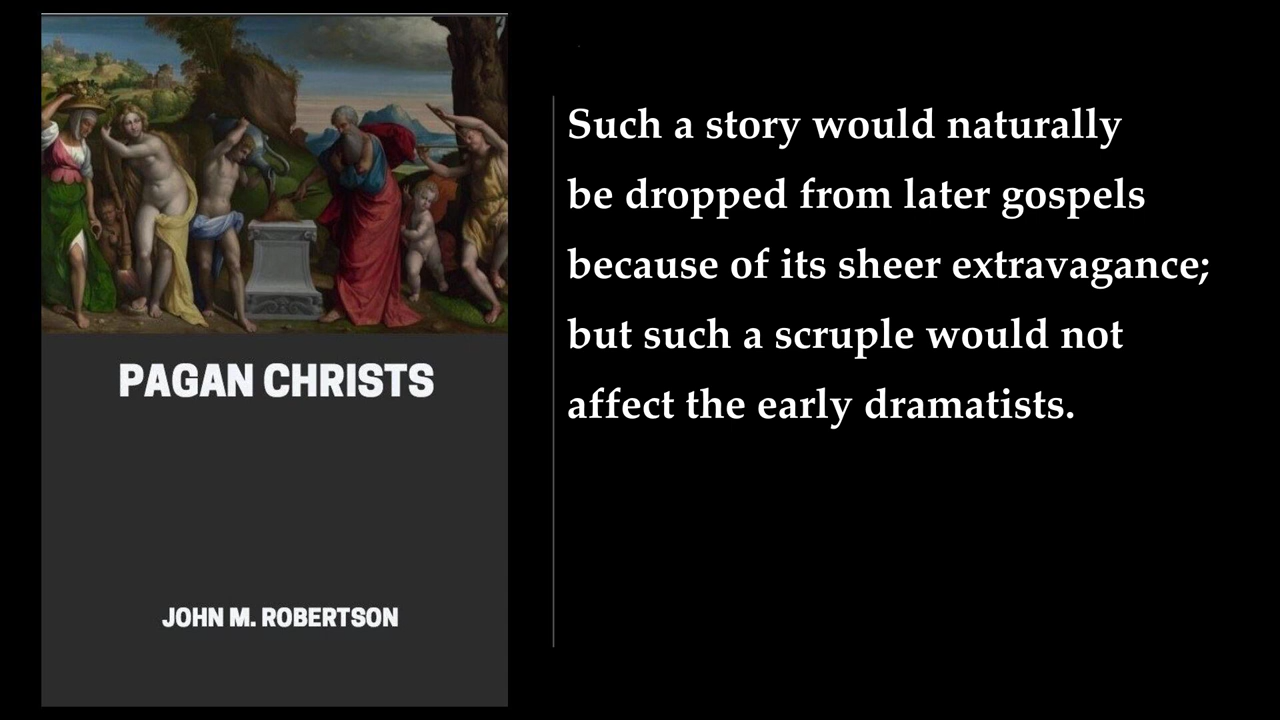 PAGAN CHRISTS
JOHN M. ROBERTSON
Such a story would naturally
be dropped from later gospels
because of its sheer extravagance;
but such a scruple would not
affect the early dramatists.